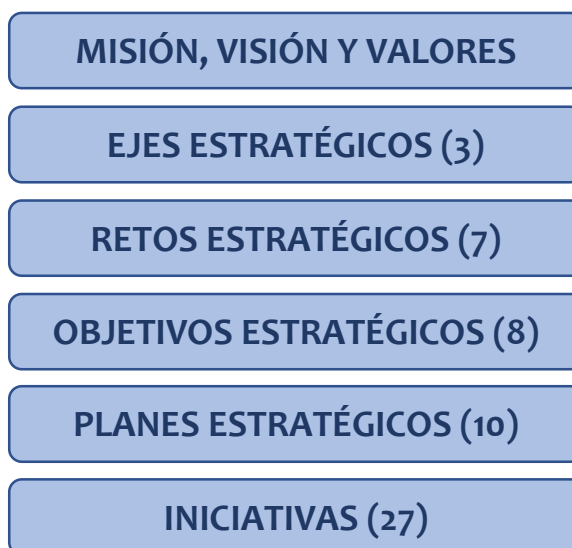 MISIÓN, VISIÓN Y VALORES
EJES ESTRATÉGICOS (3)
RETOS ESTRATÉGICOS (7)
OBJETIVOS ESTRATÉGICOS (8)
PLANES ESTRATÉGICOS (10)
INICIATIVAS (27)